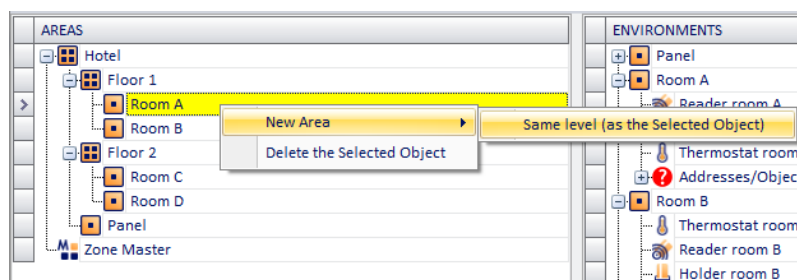 AREAS
Hotel
Floor 1
Room A
Room B
Floor 2
Room C
Room D
Panel
Zone Master
New Area
Delete the Selected Object
Same level (as the Selected Object)
ENVIRONMENTS
Panel
Room A
Reader room A
Thermostat room
Addresses/Objec
Room B
Thermostat room
Reader room B
Holder room B